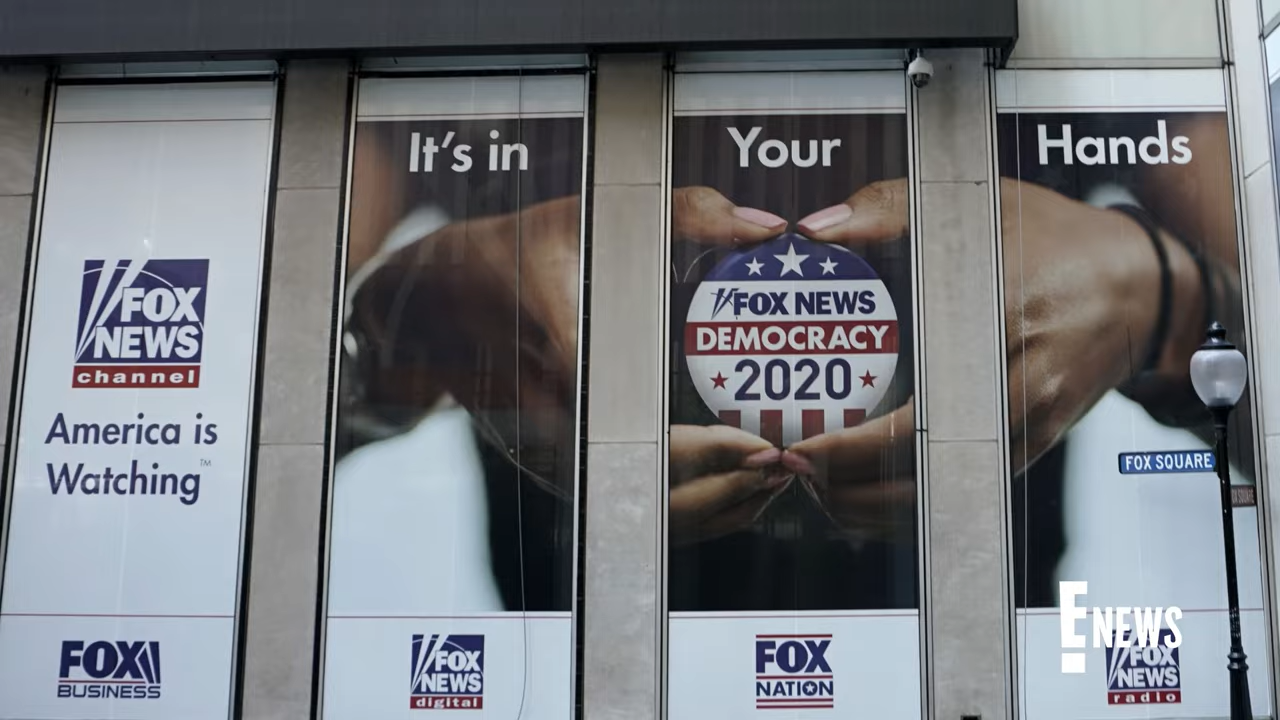 It's in
Your
Hands
FOX
NEWS
channel
America is
Watching™
FOX NEWS
DEMOCRACY
2020
FOX SQUARE
FOX
BUSINESS
FOX
NEWS
digital
FOX
NATION
E! NEWS
FOX
NEWS
radio